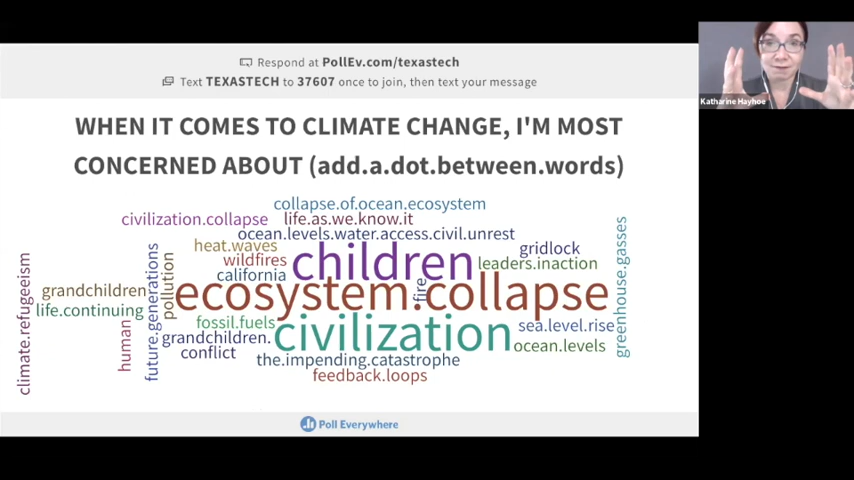 Respond at PollEv.com/texastech
Text TEXASTECH to 37607 once to join, then text your message
Katharine Hayhoe
WHEN IT COMES TO CLIMATE CHANGE, I'M MOST
CONCERNED ABOUT (add.a.dot.between.words)
collapse.of.ocean.ecosystem
civilization.collapse
life.as.we.know.it
ocean.levels.water.access.civil.unrest
heat.waves
gridlock
wildfires
children
leaders.inaction
california
grandchildren
ecosystem.collapse
fire
life.continuing
fossil.fuels
civilization
sea.level.rise
grandchildren.
ocean.levels
conflict
the.impending.catastrophe
feedback.loops
climate.refugeeism
human
future.generations
pollution
greenhouse.gasses
Poll Everywhere